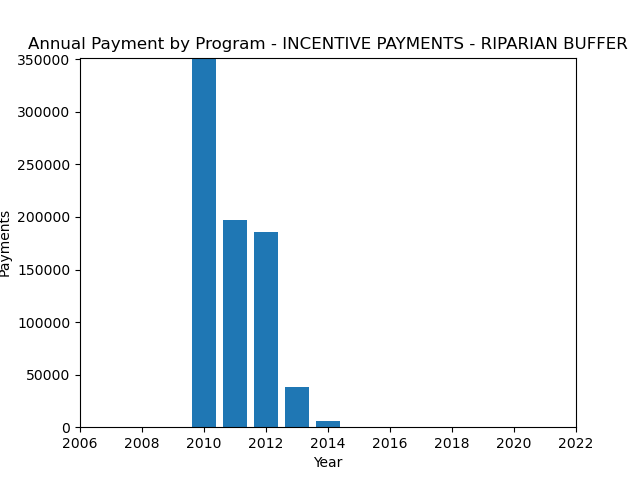 Annual Payment by Program - INCENTIVE PAYMENTS - RIPARIAN BUFFER
350000
300000
250000
200000
150000
100000
50000
0
Payments
2006 2008 2010 2012 2014 2016 2018 2020 2022
Year